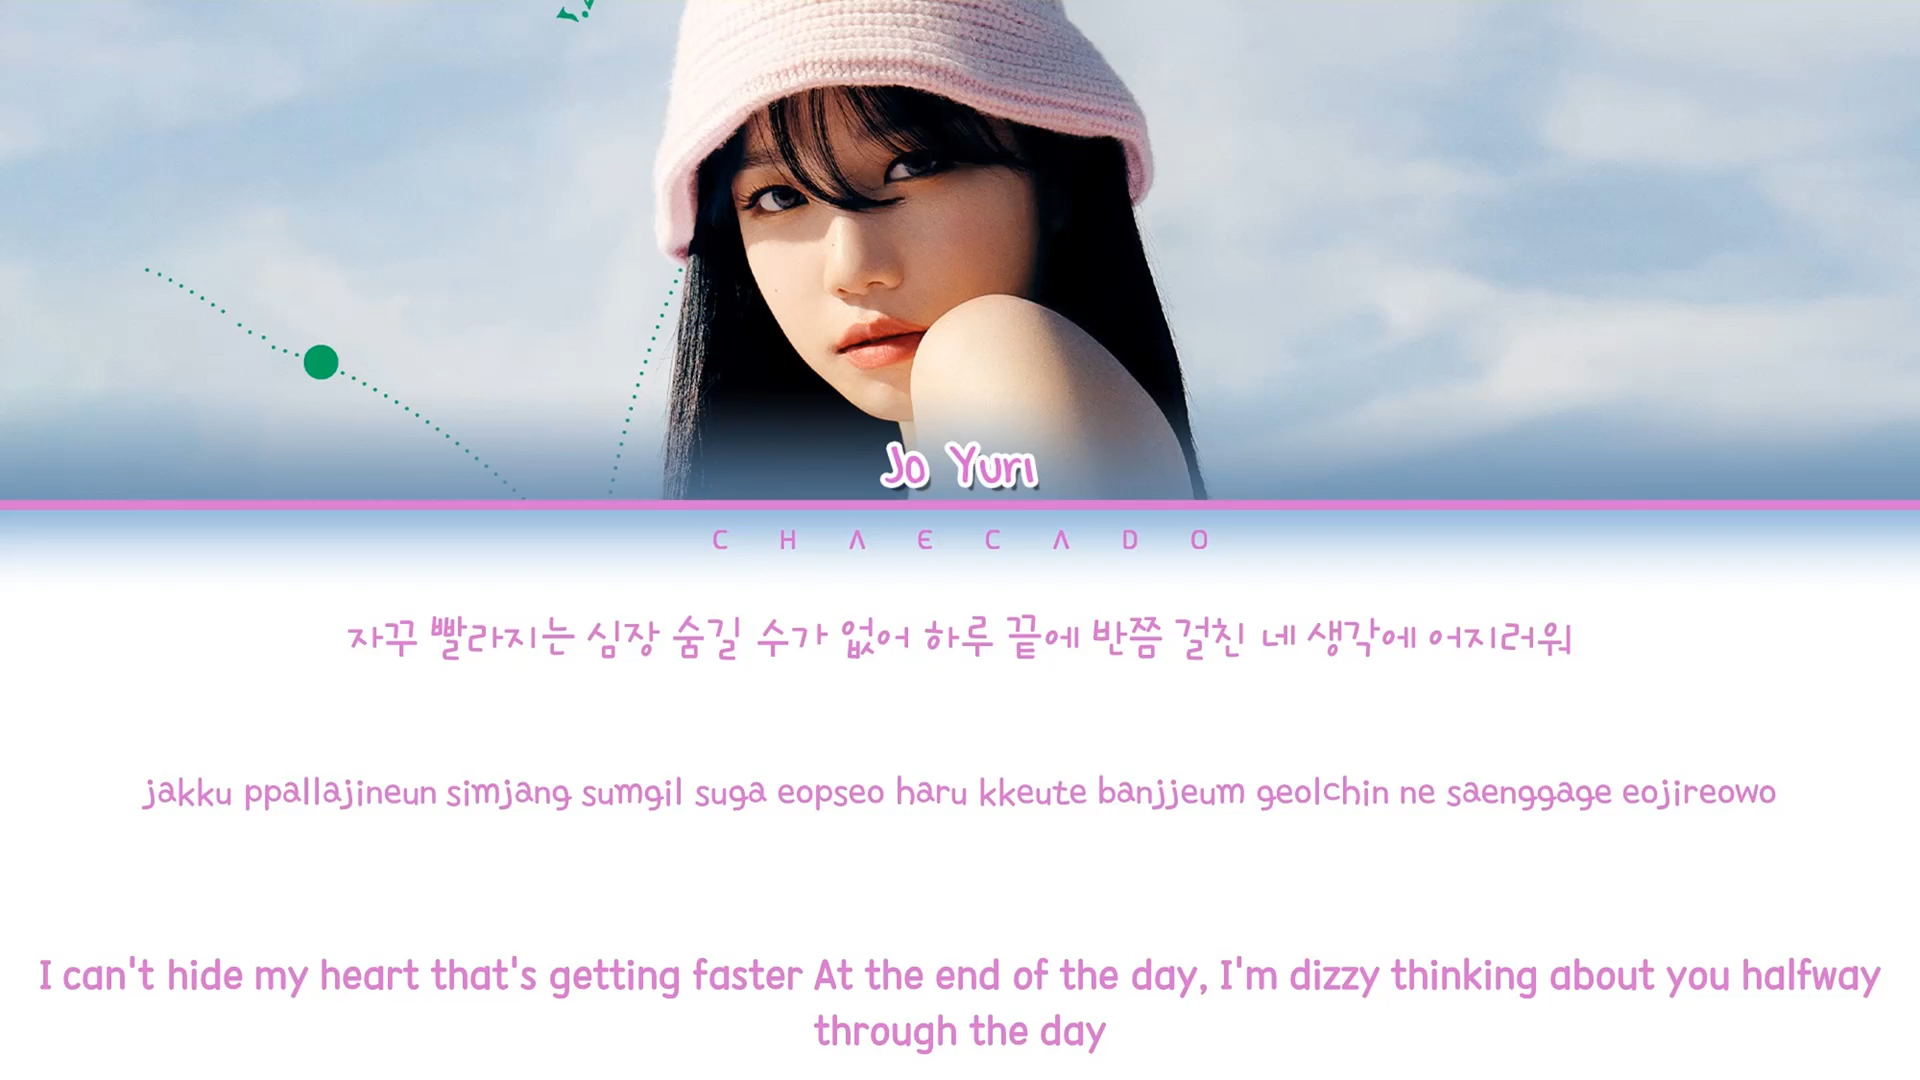 Jo Yuri
CHAECADO
자꾸 빨라지는 심장 숨길 수가 없어 하루 끝에 반쯤 걸친 네 생각에 어지러워
jakku ppallajineun simjang sumgil suga eopseo haru kkeute banjjeum geolchin ne saenggage eojireowo
I can't hide my heart that's getting faster At the end of the day, I'm dizzy thinking about you halfway
through the day